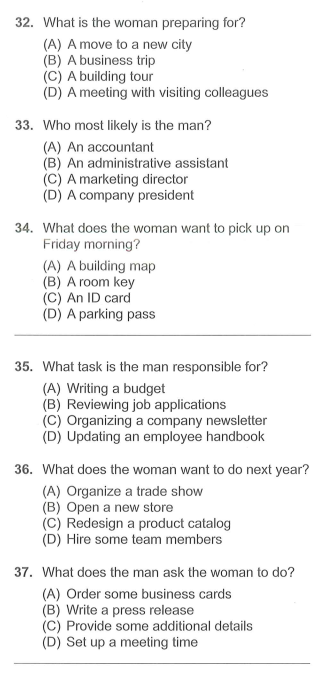 32. What is the woman preparing for?
(A) A move to a new city
(B) A business trip
(C) A building tour
(D) A meeting with visiting colleagues
33. Who most likely is the man?
(A) An accountant
(B) An administrative assistant
(C) A marketing director
(D) A company president
34. What does the woman want to pick up on
Friday morning?
(A) A building map
(B) A room key
(C) An ID card
(D) A parking pass
35. What task is the man responsible for?
(A) Writing a budget
(B) Reviewing job applications
(C) Organizing a company newsletter
(D) Updating an employee handbook
36. What does the woman want to do next year?
(A) Organize a trade show
(B) Open a new store
(C) Redesign a product catalog
(D) Hire some team members
37. What does the man ask the woman to do?
(A) Order some business cards
(B) Write a press release
(C) Provide some additional details
(D) Set up a meeting time